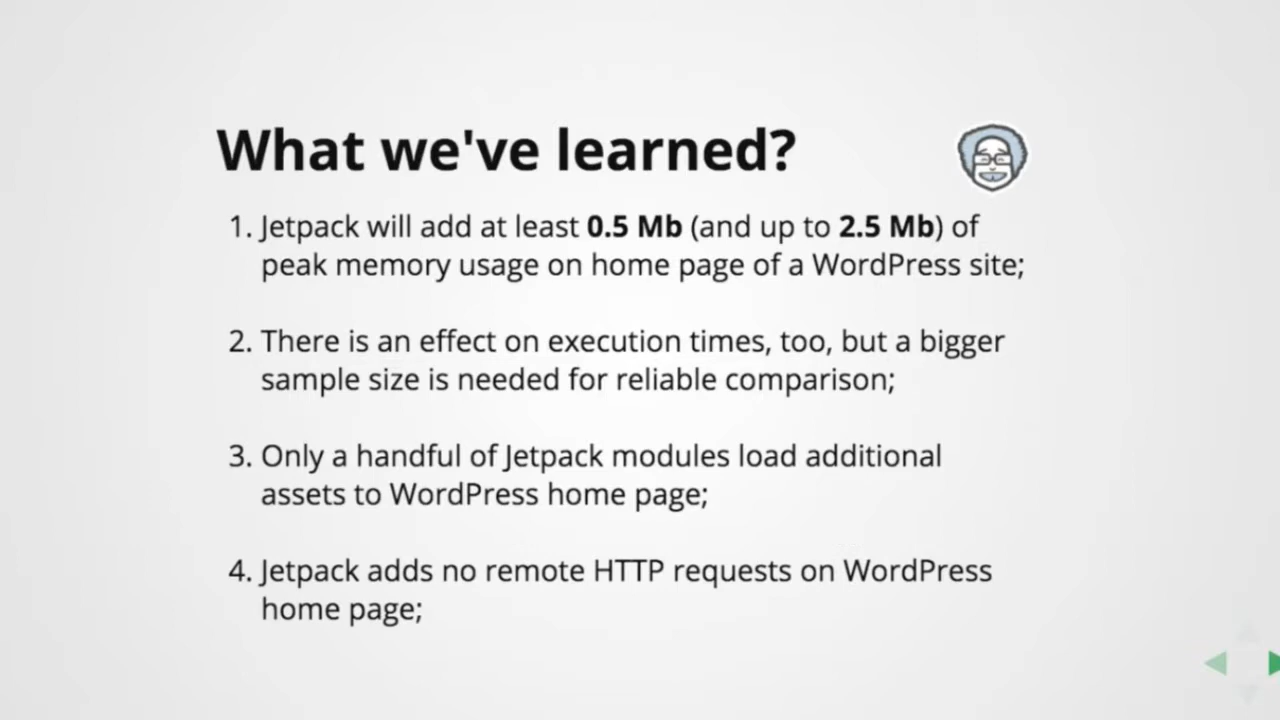 What we've learned?
1. Jetpack will add at least 0.5 Mb (and up to 2.5 Mb) of
peak memory usage on home page of a WordPress site;
2. There is an effect on execution times, too, but a bigger
sample size is needed for reliable comparison;
3. Only a handful of Jetpack modules load additional
assets to WordPress home page;
4. Jetpack adds no remote HTTP requests on WordPress
home page;